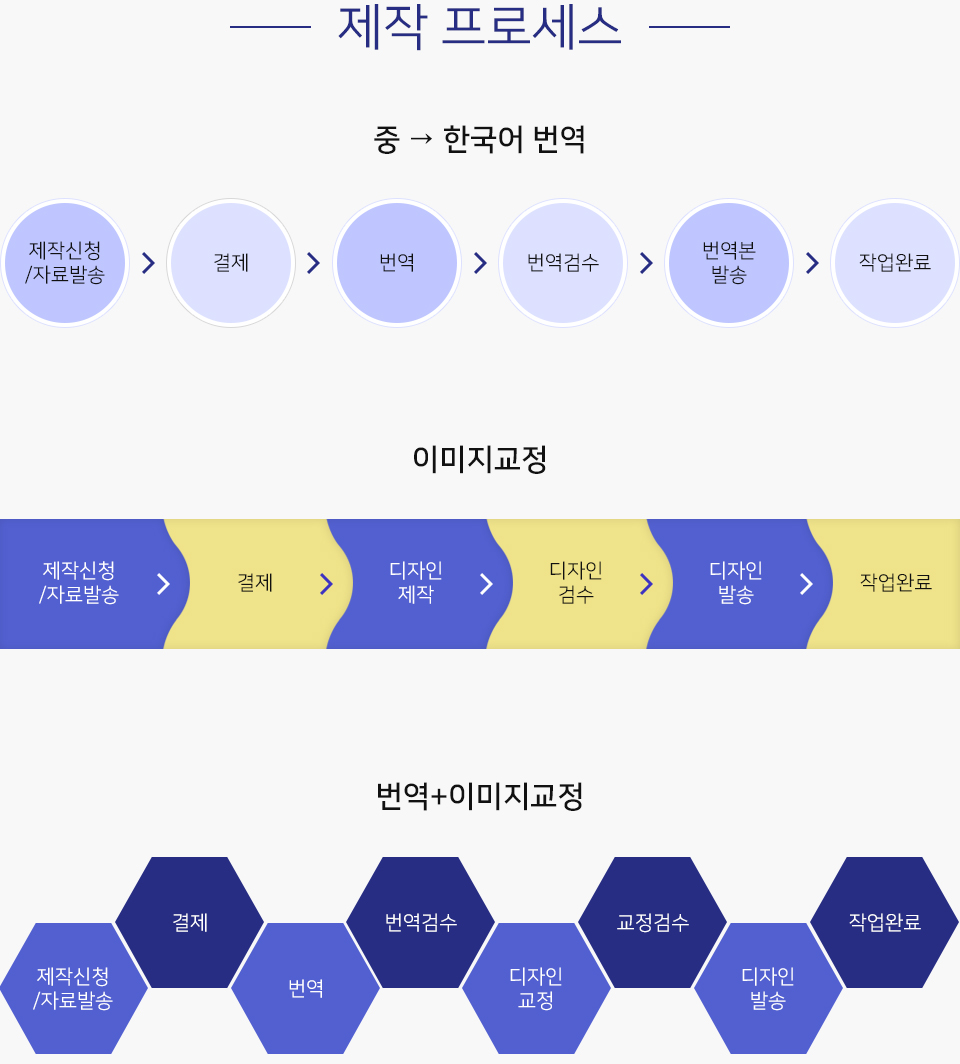 제작 프로세스
중 → 한국어 번역
제작신청
/자료발송
결제
번역
번역검수
번역본
발송
작업완료
이미지교정
제작신청
/자료발송
결제
디자인
제작
디자인
검수
디자인
발송
작업완료
번역+이미지교정
제작신청
/자료발송
결제
번역
번역검수
디자인
교정
교정검수
디자인
발송
작업완료